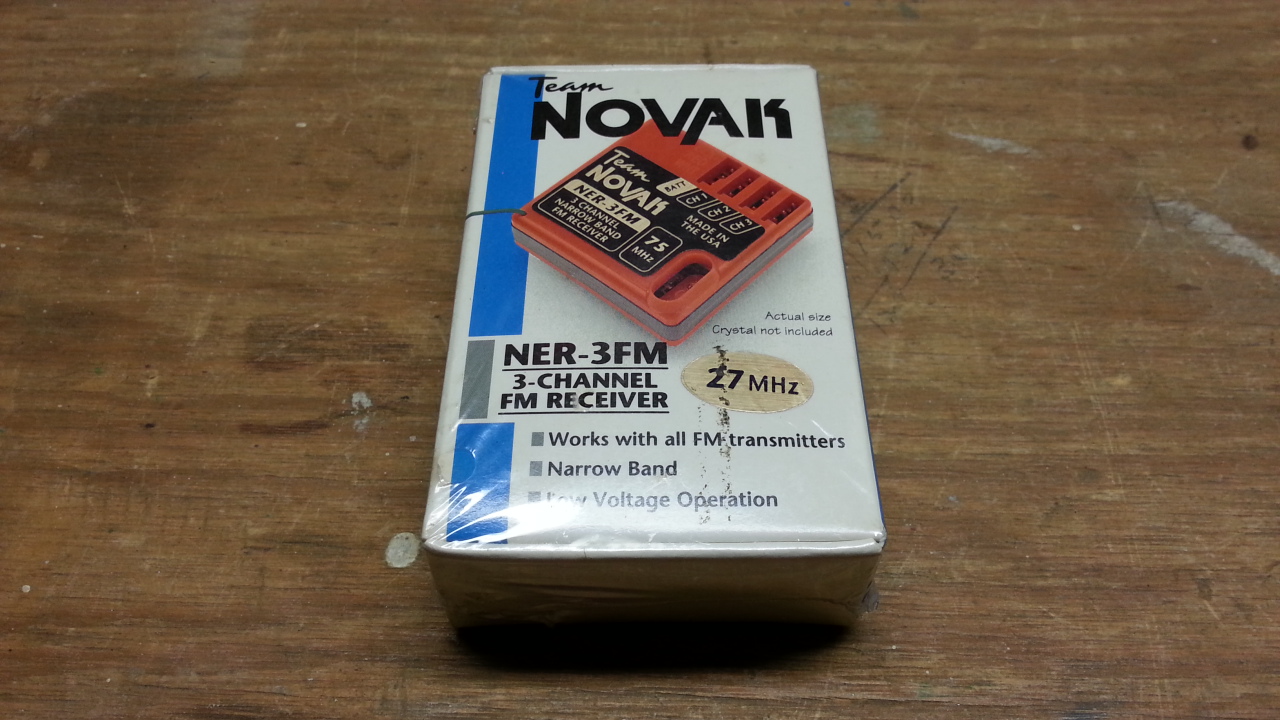 Team
NOVAK
Team
NOVAK
NER-3FM
3 CHANNEL
NARROW BAND
FM RECEIVER
BATT
CH 1
CH 2
CH 3
MADE IN
THE USA
75
MHz
Actual size
Crystal not included
NER-3FM
3-CHANNEL
FM RECEIVER
27 MHz
Works with all FM transmitters
Narrow Band
Low Voltage Operation